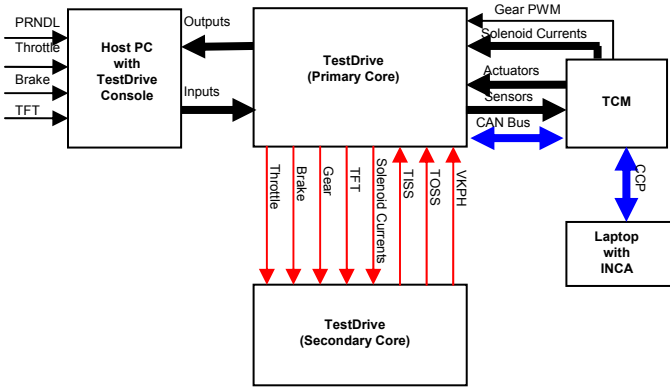 PRNDL
Throttle
Brake
TFT
Host PC
with
TestDrive
Console
Outputs
Inputs
TestDrive
(Primary Core)
Gear PWM
Solenoid Currents
Actuators
Sensors
CAN Bus
TCM
CCP
Laptop
with
INCA
Throttle
Brake
Gear
TFT
Solenoid Currents
TISS
TOSS
VKPH
TestDrive
(Secondary Core)